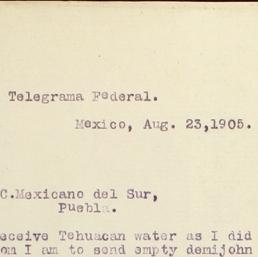 Telegrama Federal.
Mexico, Aug. 23,1905.
C.Mexicano del Sur,
Puebla.
eceive Tehuacan water as I did
om I am to send empty demijohn